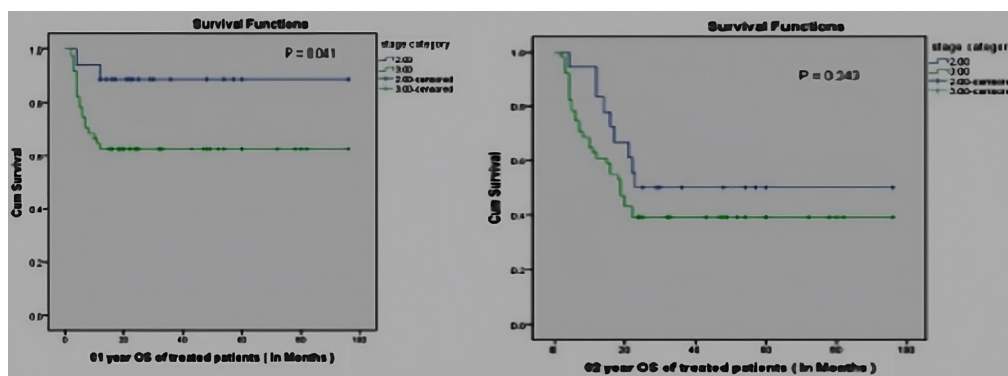 Survival Functions
P = 0.041
stage category
2.00
3.00
2.00-censored
3.00-censored
Cum Survival
1.0
0.8
0.6
0.4
0.2
0.0
0 20 40 60 80 100
01 year OS of treated patients ( In Months )
Survival Functions
P = 0.343
stage category
2.00
3.00
2.00-censored
3.00-censored
Cum Survival
1.0
0.8
0.6
0.4
0.2
0.0
0 20 40 60 80 100
02 year OS of treated patients ( In Months )